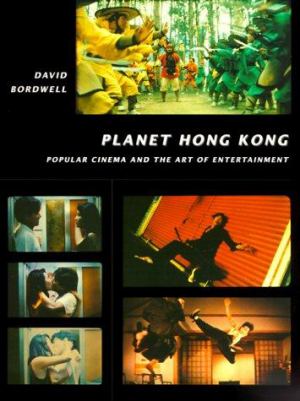 DAVID
BORDWELL
PLANET HONG KONG
POPULAR CINEMA AND THE ART OF ENTERTAINMENT